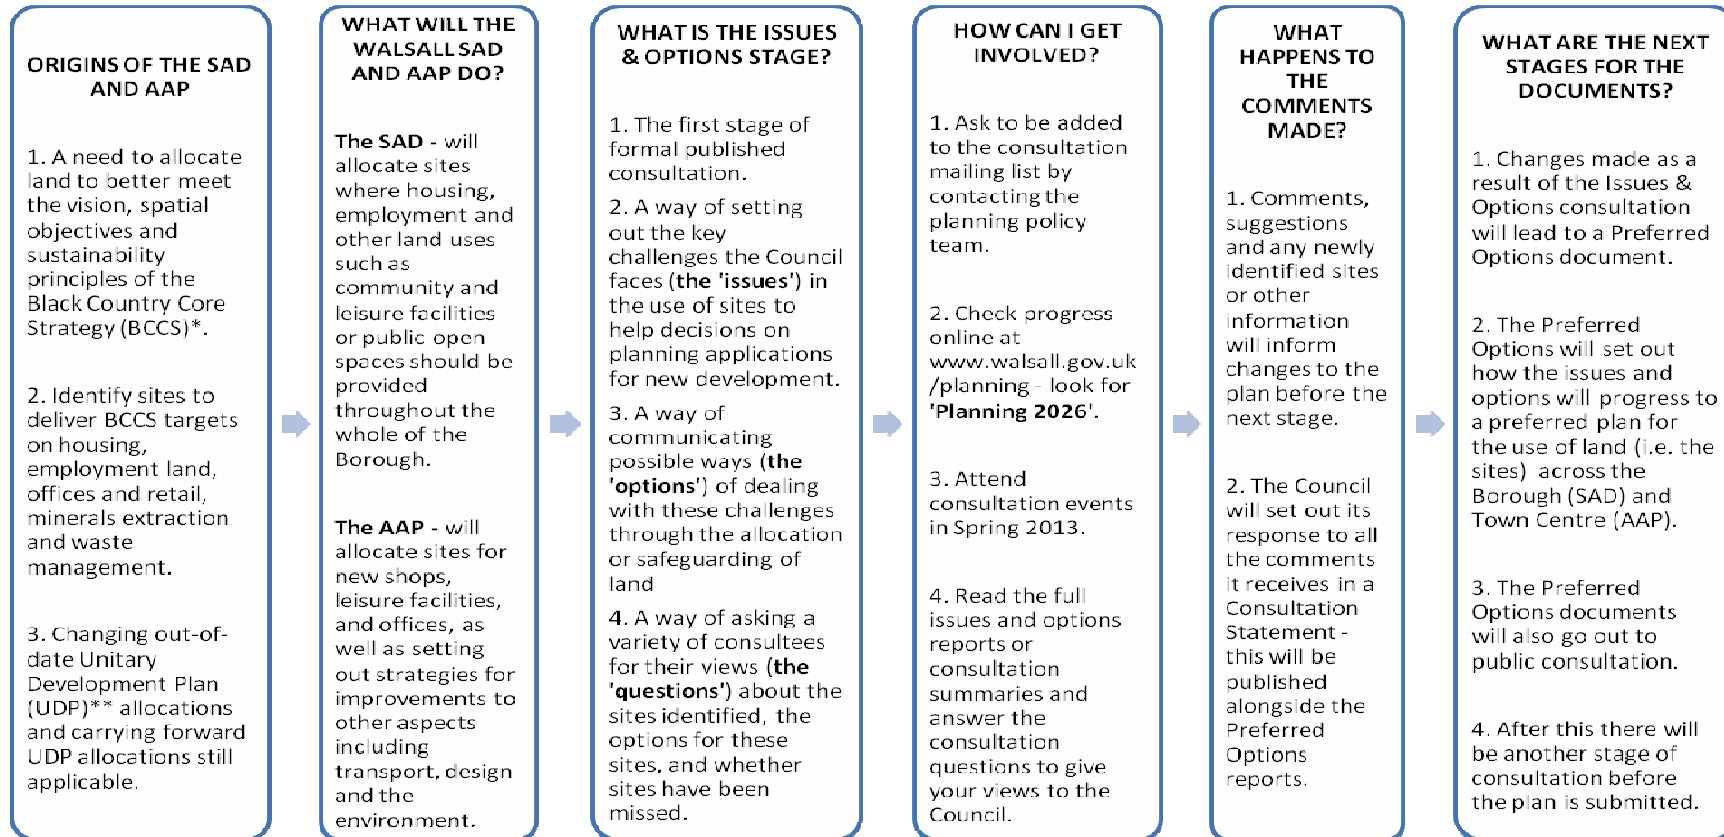 ORIGINS OF THE SAD
AND AAP
1. A need to allocate
land to better meet
the vision, spatial
objectives and
sustainability
principles of the
Black Country Core
Strategy (BCCS)*.
2. Identify sites to
deliver BCCS targets
on housing,
employment land,
offices and retail,
minerals extraction
and waste
management.
3. Changing out-of-
date Unitary
Development Plan
(UDP)** allocations
and carrying forward
UDP allocations still
applicable.
WHAT WILL THE
WALSALL SAD
AND AAP DO?
The SAD - will
allocate sites
where housing,
employment and
other land uses
such as
community and
leisure facilities
or public open
spaces should be
provided
throughout the
whole of the
Borough.
The AAP - will
allocate sites for
new shops,
leisure facilities,
and offices, as
well as setting
out strategies for
improvements to
other aspects
including
transport, design
and the
environment.
WHAT IS THE ISSUES
& OPTIONS STAGE?
1. The first stage of
formal published
consultation.
2. A way of setting
out the key
challenges the Council
faces (the 'issues') in
the use of sites to
help decisions on
planning applications
for new development.
3. A way of
communicating
possible ways (the
'options') of dealing
with these challenges
through the allocation
or safeguarding of
land
4. A way of asking a
variety of consultees
for their views (the
'questions') about the
sites identified, the
options for these
sites, and whether
sites have been
missed.
HOW CAN I GET
INVOLVED?
1. Ask to be added
to the consultation
mailing list by
contacting the
planning policy
team.
2. Check progress
online at
www.walsall.gov.uk
/planning - look for
'Planning 2026'.
3. Attend
consultation events
in Spring 2013.
4. Read the full
issues and options
reports or
consultation
summaries and
answer the
consultation
questions to give
your views to the
Council.
WHAT
HAPPENS TO
THE
COMMENTS
MADE?
1. Comments,
suggestions
and any newly
identified sites
or other
information
will inform
changes to the
plan before the
next stage.
2. The Council
will set out its
response to all
the comments
it receives in a
Consultation
Statement -
this will be
published
alongside the
Preferred
Options
reports.
WHAT ARE THE NEXT
STAGES FOR THE
DOCUMENTS?
1. Changes made as a
result of the Issues &
Options consultation
will lead to a Preferred
Options document.
2. The Preferred
Options will set out
how the issues and
options will progress to
a preferred plan for
the use of land (i.e. the
sites) across the
Borough (SAD) and
Town Centre (AAP).
3. The Preferred
Options documents
will also go out to
public consultation.
4. After this there will
be another stage of
consultation before
the plan is submitted.